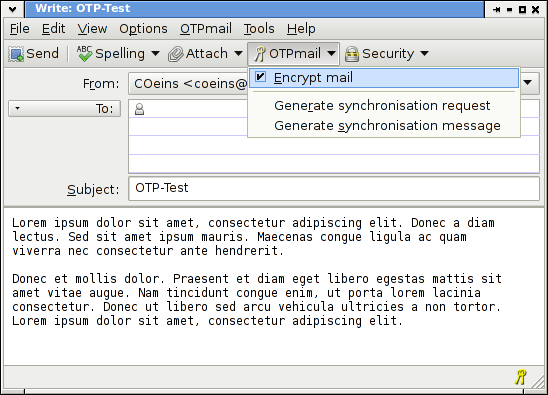 Write: OTP-Test
File Edit View Options OTPmail Tools Help
Send ABC Spelling Attach OTPmail Security
Encrypt mail
From: COeins <coeins@
Generate synchronisation request
To:
Generate synchronisation message
Subject: OTP-Test
Lorem ipsum dolor sit amet, consectetur adipiscing elit. Donec a diam
lectus. Sed sit amet ipsum mauris. Maecenas congue ligula ac quam
viverra nec consectetur ante hendrerit.
Donec et mollis dolor. Praesent et diam eget libero egestas mattis sit
amet vitae augue. Nam tincidunt congue enim, ut porta lorem lacinia
consectetur. Donec ut libero sed arcu vehicula ultricies a non tortor.
Lorem ipsum dolor sit amet, consectetur adipiscing elit.